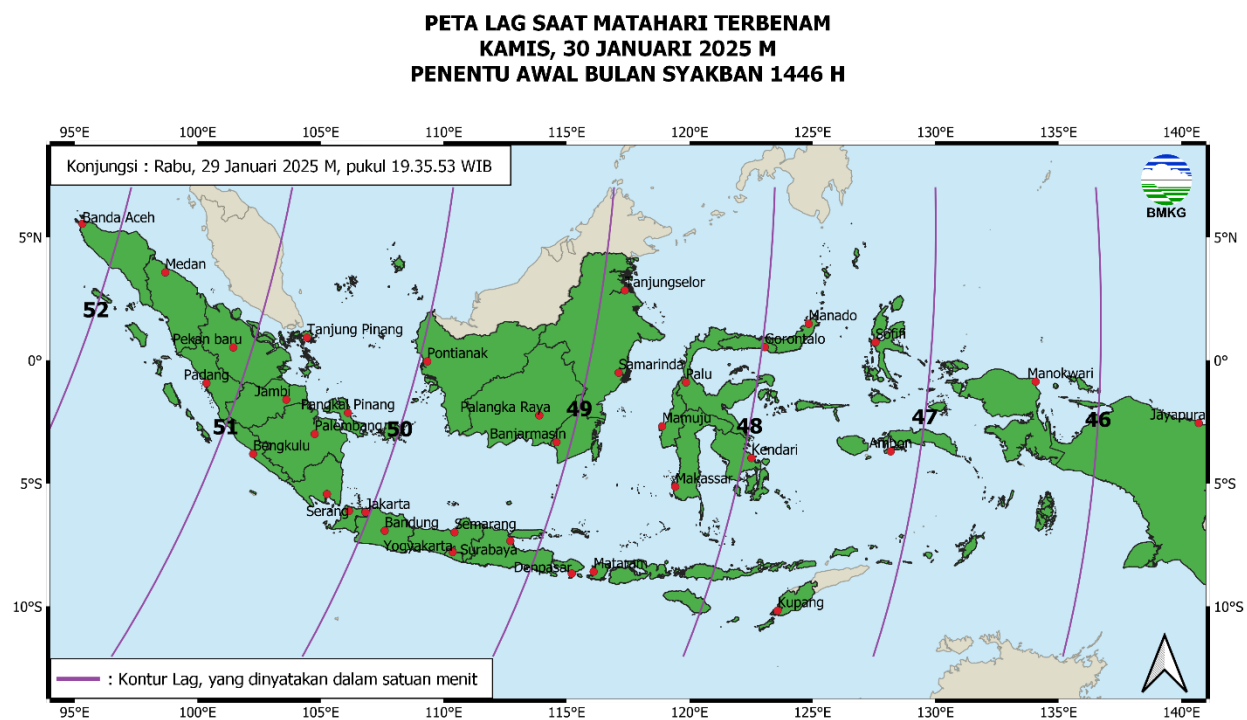 PETA LAG SAAT MATAHARI TERBENAM
KAMIS, 30 JANUARI 2025 M
PENENTU AWAL BULAN SYAKBAN 1446 H
95°E 100°E 105°E 110°E 115°E 120°E 125°E 130°E 135°E 140°E
Konjungsi : Rabu, 29 Januari 2025 M, pukul 19.35.53 WIB
BMKG
Banda Aceh
5°N 5°N
Medan
Tanjungselor
52
Manado
Tanjung Pinang
Sofifi
Pekan baru
Gorontalo
0° 0°
Pontianak
Samarinda
Padang
Palu
Manokwari
Jambi
Pangkal Pinang
Palangka Raya
49
Jayapura
47
46
51
50
48
Palembang
Mamuju
Banjarmasin
Ambon
Bengkulu
Kendari
Makassar
5°S 5°S
Serang
Jakarta
Bandung
Semarang
Yogyakarta
Surabaya
Denpasar
Mataram
Kupang
10°S 10°S
: Kontur Lag, yang dinyatakan dalam satuan menit
95°E 100°E 105°E 110°E 115°E 120°E 125°E 130°E 135°E 140°E